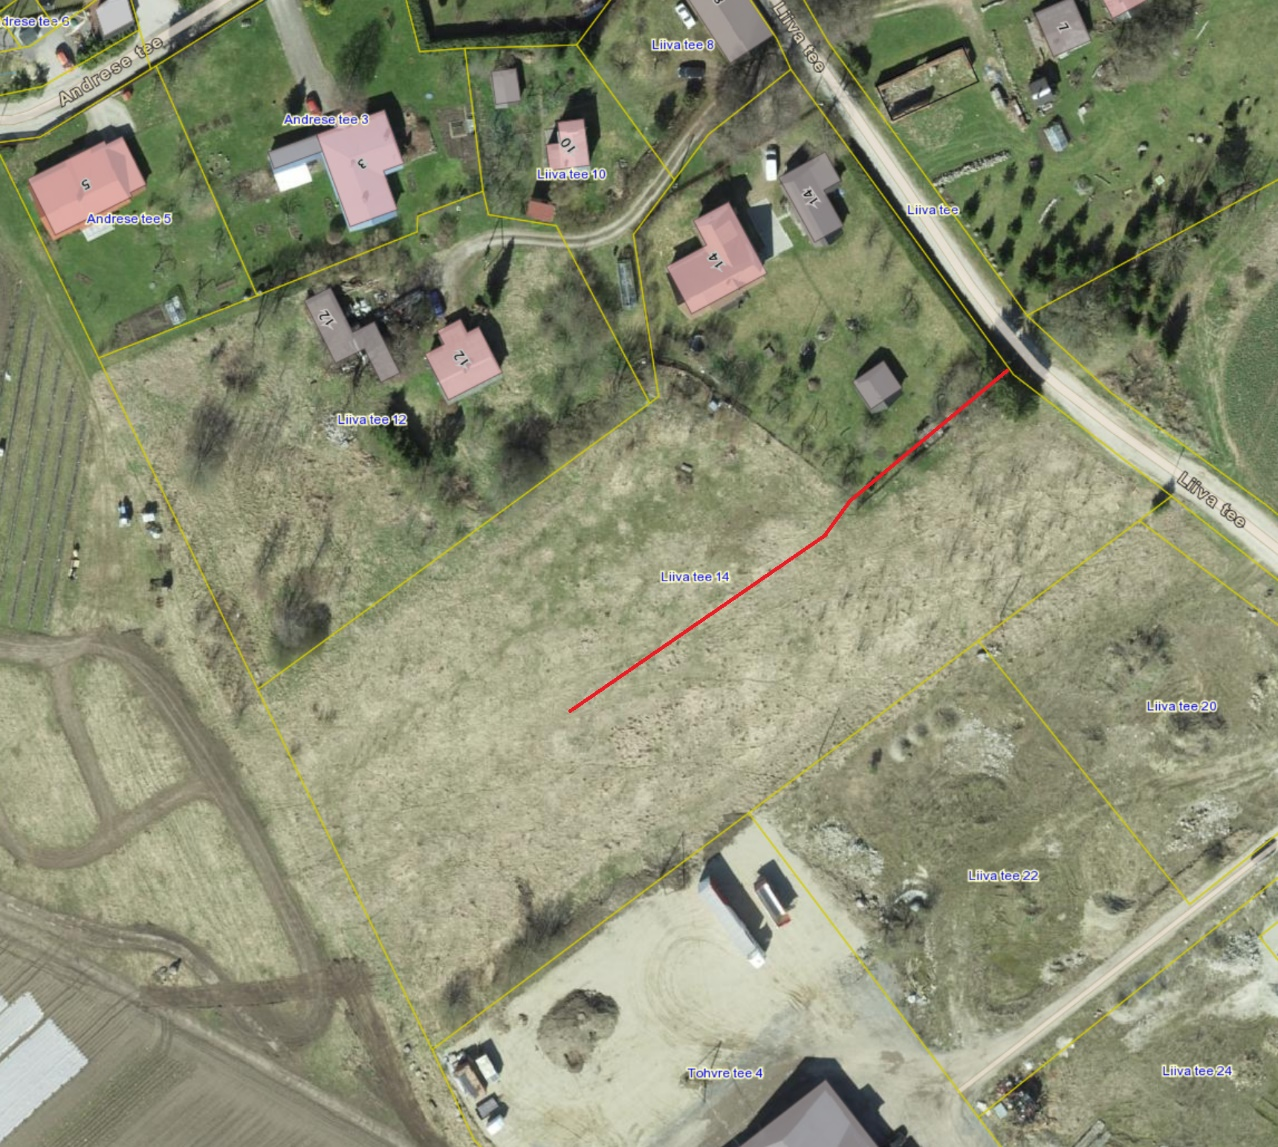 drese tee 6
Andrese tee
Liiva tee 8
8
Liiva tee
7
Andrese tee 3
3
10
Liiva tee 10
5
Andrese tee 5
14
14
Liiva tee
12
12
Liiva tee 12
Liiva tee
Liiva tee 14
Liiva tee 20
Liiva tee 22
Tohvre tee 4
Liiva tee 24